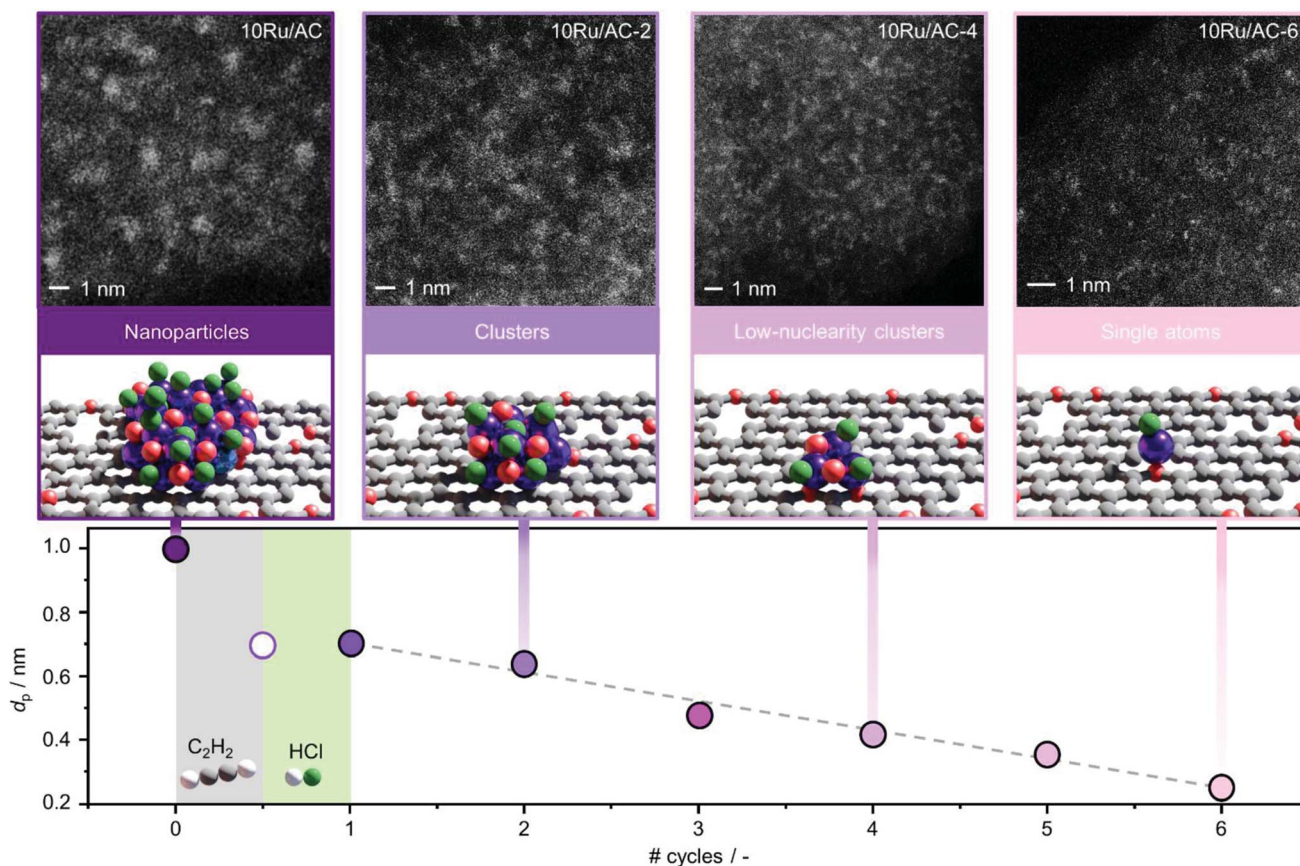 10Ru/AC
10Ru/AC-2
10Ru/AC-4
10Ru/AC-6
1 nm
1 nm
1 nm
1 nm
Nanoparticles
Clusters
Low-nuclearity clusters
Single atoms
1.0
0.8
0.6
0.4
0.2
dₚ / nm
C₂H₂
HCl
0
1
2
3
4
5
6
# cycles / -